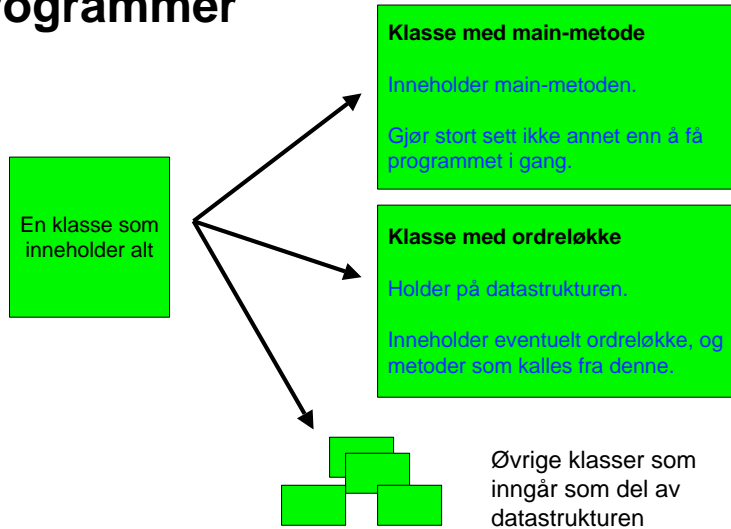 rogrammer
Klasse med main-metode
Inneholder main-metoden.
Gjør stort sett ikke annet enn å få
programmet i gang.
En klasse som
inneholder alt
Klasse med ordreløkke
Holder på datastrukturen.
Inneholder eventuelt ordreløkke, og
metoder som kalles fra denne.
Øvrige klasser som
inngår som del av
datastrukturen